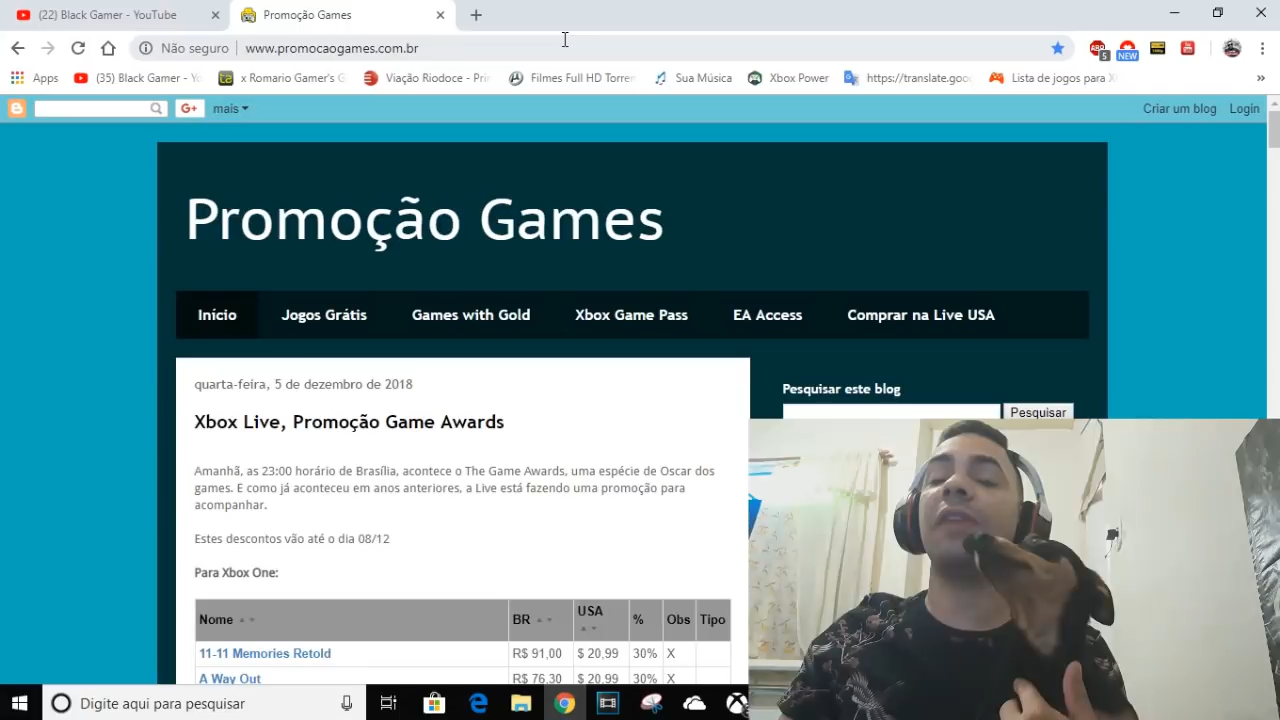 (22) Black Gamer - YouTube
Promoção Games
Não seguro
www.promocaogames.com.br
ABP
5
NEW
Apps
(35) Black Gamer - Yo
x Romario Gamer's G
Viação Riodoce - Prin
Filmes Full HD Torren
Sua Música
Xbox Power
https://translate.goo
Lista de jogos para X
G+
mais
Criar um blog
Login
Promoção Games
Início
Jogos Grátis
Games with Gold
Xbox Game Pass
EA Access
Comprar na Live USA
quarta-feira, 5 de dezembro de 2018
Xbox Live, Promoção Game Awards
Amanhã, as 23:00 horário de Brasília, acontece o The Game Awards, uma espécie de Oscar dos
games. E como já aconteceu em anos anteriores, a Live está fazendo uma promoção para
acompanhar.
Estes descontos vão até o dia 08/12
Para Xbox One:
Nome BR USA % Obs Tipo
11-11 Memories Retold R$ 91,00 $ 20,99 30% X
A Way Out R$ 76,30 $ 20,99 30% X
Pesquisar este blog
Pesquisar
Digite aqui para pesquisar